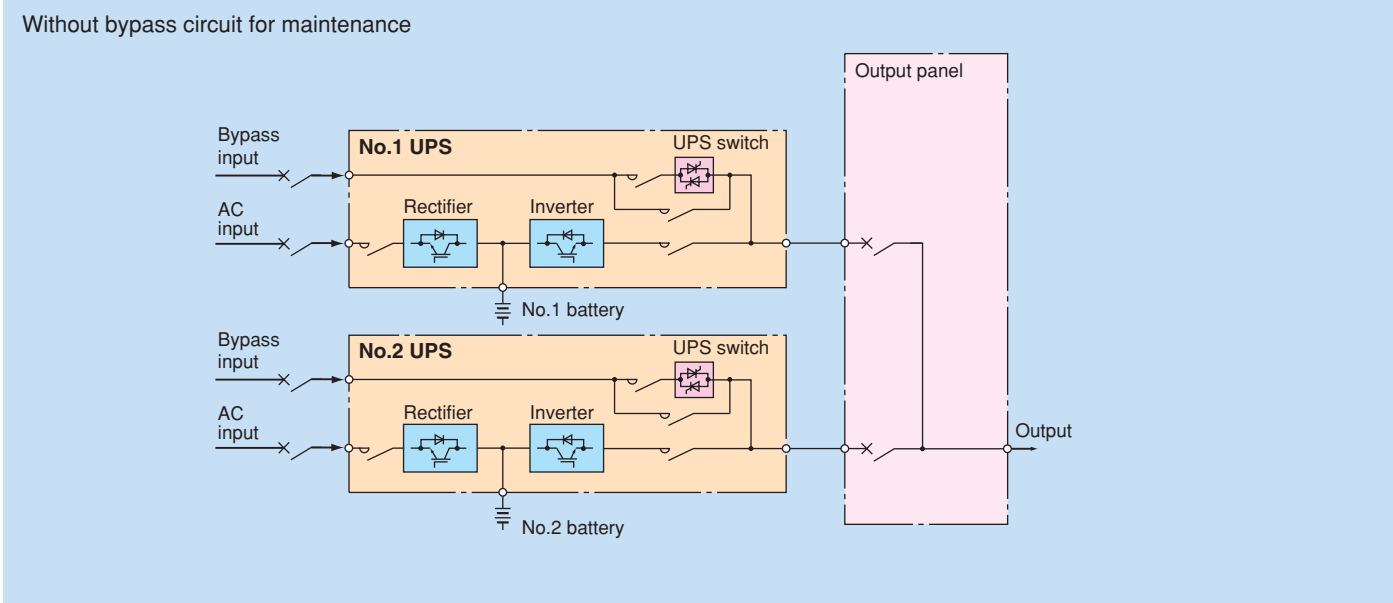 Without bypass circuit for maintenance
Output panel
Bypass
input
No.1 UPS
UPS switch
AC
input
Rectifier
Inverter
No.1 battery
Bypass
input
No.2 UPS
UPS switch
AC
input
Rectifier
Inverter
Output
No.2 battery